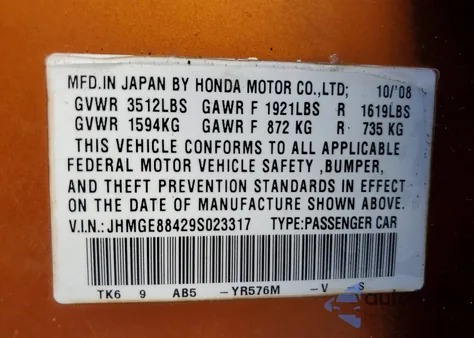 MFD.IN JAPAN BY HONDA MOTOR CO.,LTD; 10/'08
GVWR 3512LBS GAWR F 1921LBS R 1619LBS
GVWR 1594KG GAWR F 872 KG R 735 KG
THIS VEHICLE CONFORMS TO ALL APPLICABLE
FEDERAL MOTOR VEHICLE SAFETY ,BUMPER,
AND THEFT PREVENTION STANDARDS IN EFFECT
ON THE DATE OF MANUFACTURE SHOWN ABOVE.
V.I.N.:JHMGE88429S023317 TYPE:PASSENGER CAR
TK6 9 AB5 -YR576M -V -S